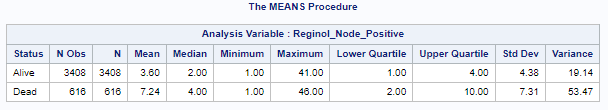 The MEANS Procedure
Analysis Variable : Reginol_Node_Positive
Status N Obs N Mean Median Minimum Maximum Lower Quartile Upper Quartile Std Dev Variance
Alive 3408 3408 3.60 2.00 1.00 41.00 1.00 4.00 4.38 19.14
Dead 616 616 7.24 4.00 1.00 46.00 2.00 10.00 7.31 53.47